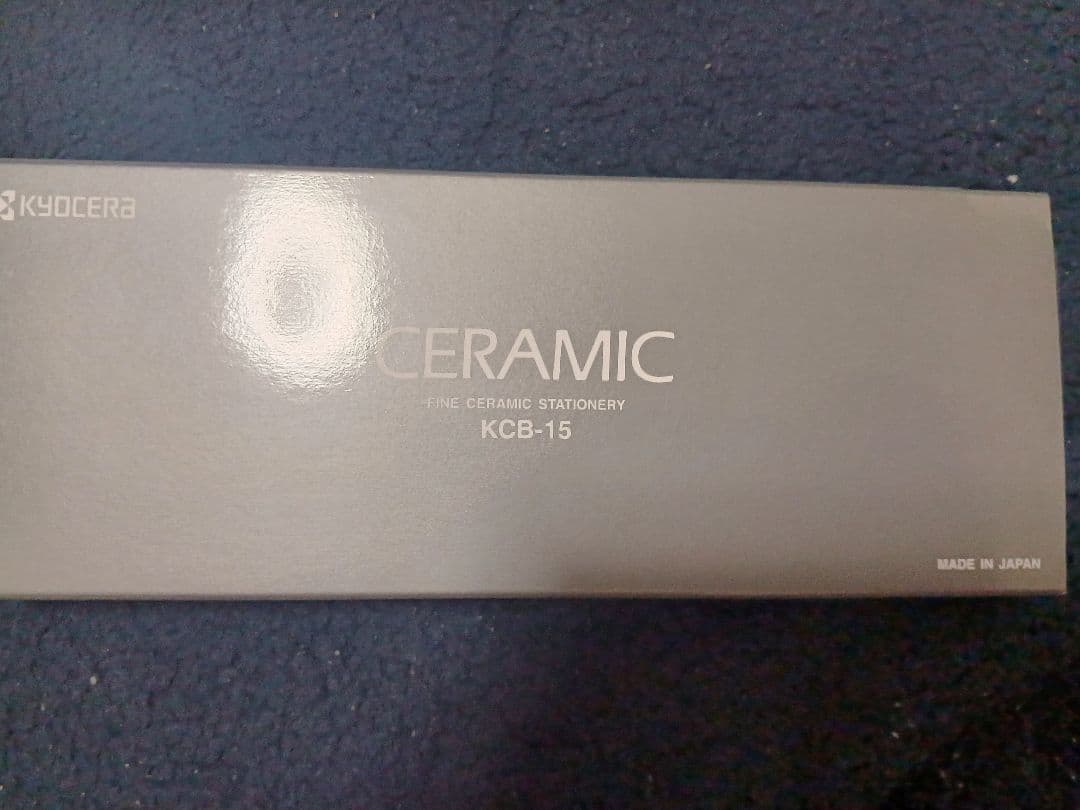 KYOCERA
CERAMIC
FINE CERAMIC STATIONERY
KCB-15
MADE IN JAPAN